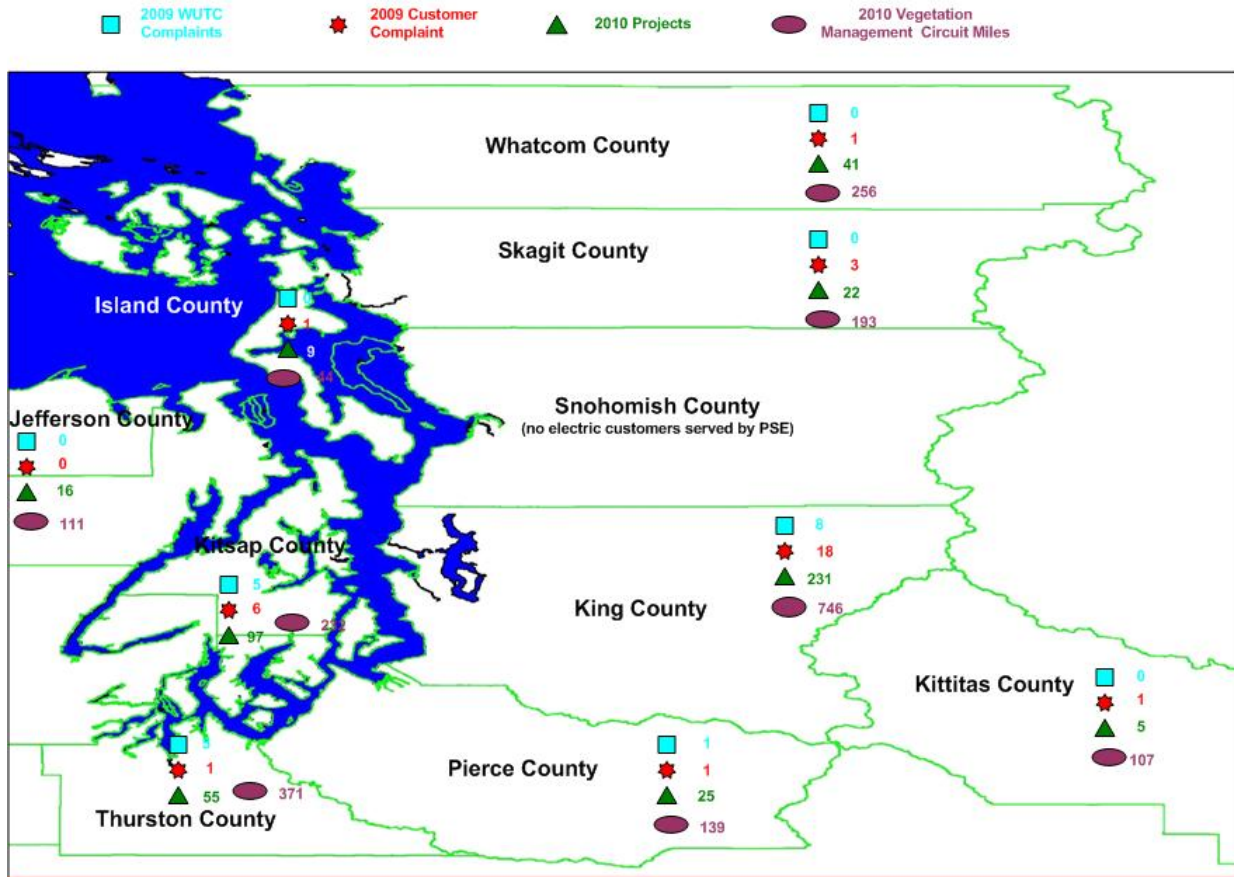 2009 WUTC
Complaints
2009 Customer
Complaint
2010 Projects
2010 Vegetation
Management Circuit Miles
Whatcom County
0
1
41
256
Skagit County
0
3
22
193
Island County
0
1
9
44
Snohomish County
(no electric customers served by PSE)
Jefferson County
0
0
16
111
Kitsap County
5
6
97
232
King County
8
18
231
746
Kittitas County
0
1
5
107
Thurston County
1
55
371
Pierce County
1
1
25
139